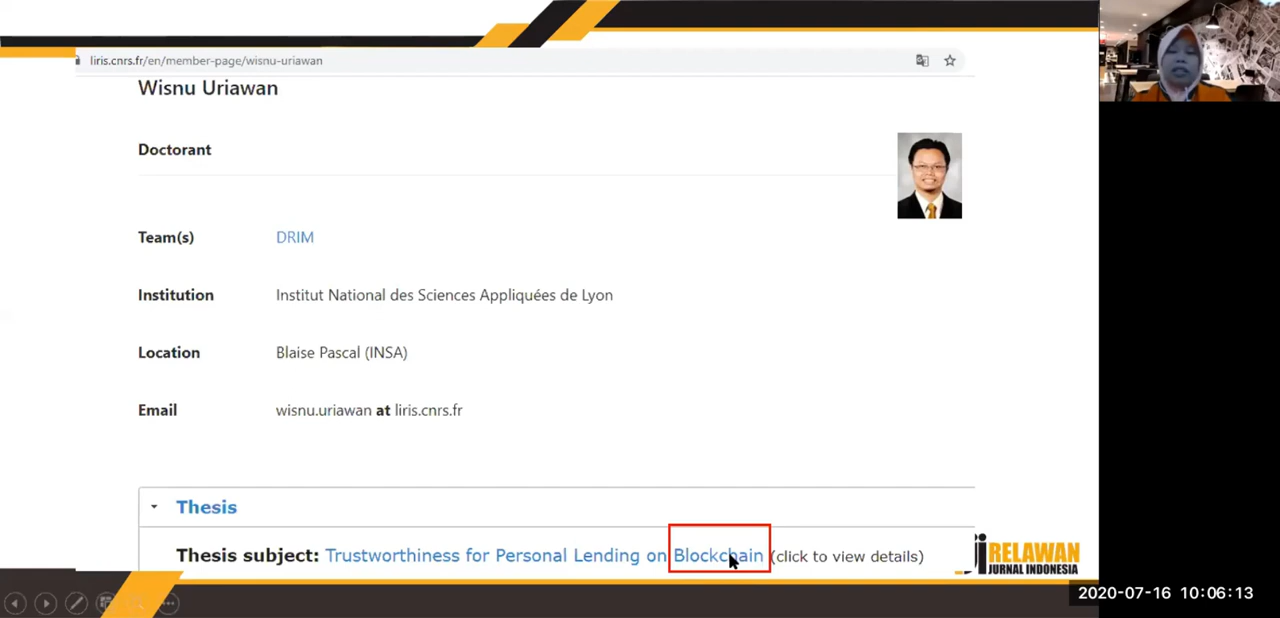 liris.cnrs.fr/en/member-page/wisnu-uriawan
Wisnu Uriawan
Doctorant
Team(s) DRIM
Institution Institut National des Sciences Appliquées de Lyon
Location Blaise Pascal (INSA)
Email wisnu.uriawan at liris.cnrs.fr
Thesis
Thesis subject: Trustworthiness for Personal Lending on Blockchain (click to view details)
RELAWAN
JURNAL INDONESIA
2020-07-16 10:06:13